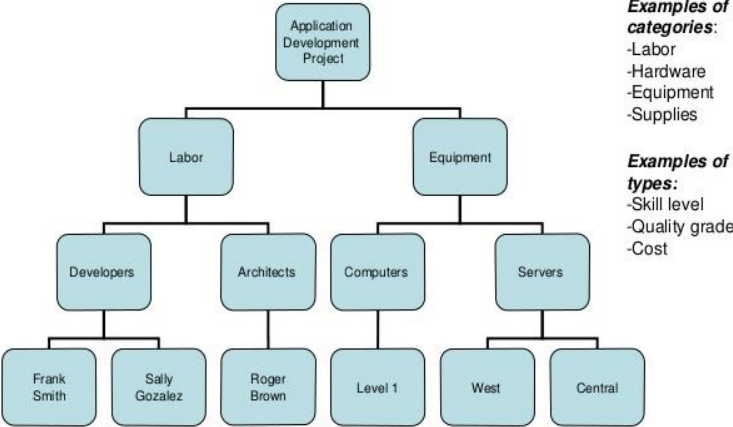 Application
Development
Project
Labor
Equipment
Developers
Architects
Computers
Servers
Frank
Smith
Sally
Gozalez
Roger
Brown
Level 1
West
Central
Examples of
categories:
-Labor
-Hardware
-Equipment
-Supplies
Examples of
types:
-Skill level
-Quality grade
-Cost